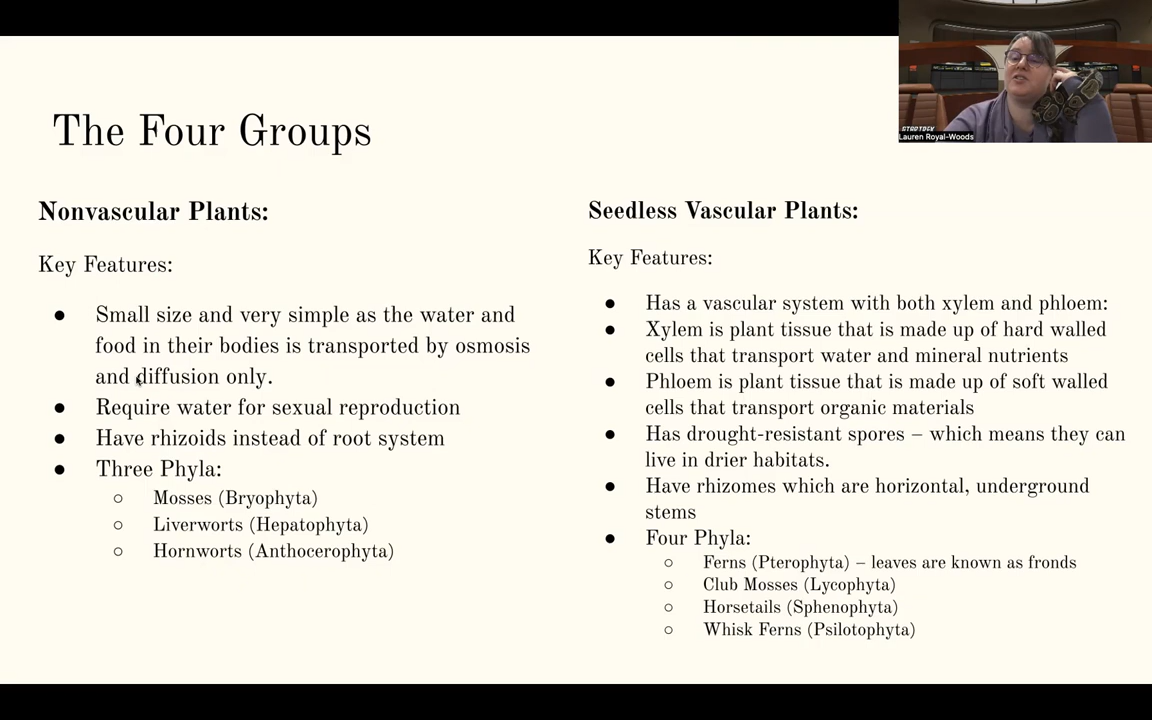 The Four Groups
Nonvascular Plants:
Key Features:
● Small size and very simple as the water and
food in their bodies is transported by osmosis
and diffusion only.
● Require water for sexual reproduction
● Have rhizoids instead of root system
● Three Phyla:
○ Mosses (Bryophyta)
○ Liverworts (Hepatophyta)
○ Hornworts (Anthocerophyta)
Seedless Vascular Plants:
Key Features:
● Has a vascular system with both xylem and phloem:
● Xylem is plant tissue that is made up of hard walled
cells that transport water and mineral nutrients
● Phloem is plant tissue that is made up of soft walled
cells that transport organic materials
● Has drought-resistant spores – which means they can
live in drier habitats.
● Have rhizomes which are horizontal, underground
stems
● Four Phyla:
○ Ferns (Pterophyta) – leaves are known as fronds
○ Club Mosses (Lycophyta)
○ Horsetails (Sphenophyta)
○ Whisk Ferns (Psilotophyta)
Lauren Royal-Woods